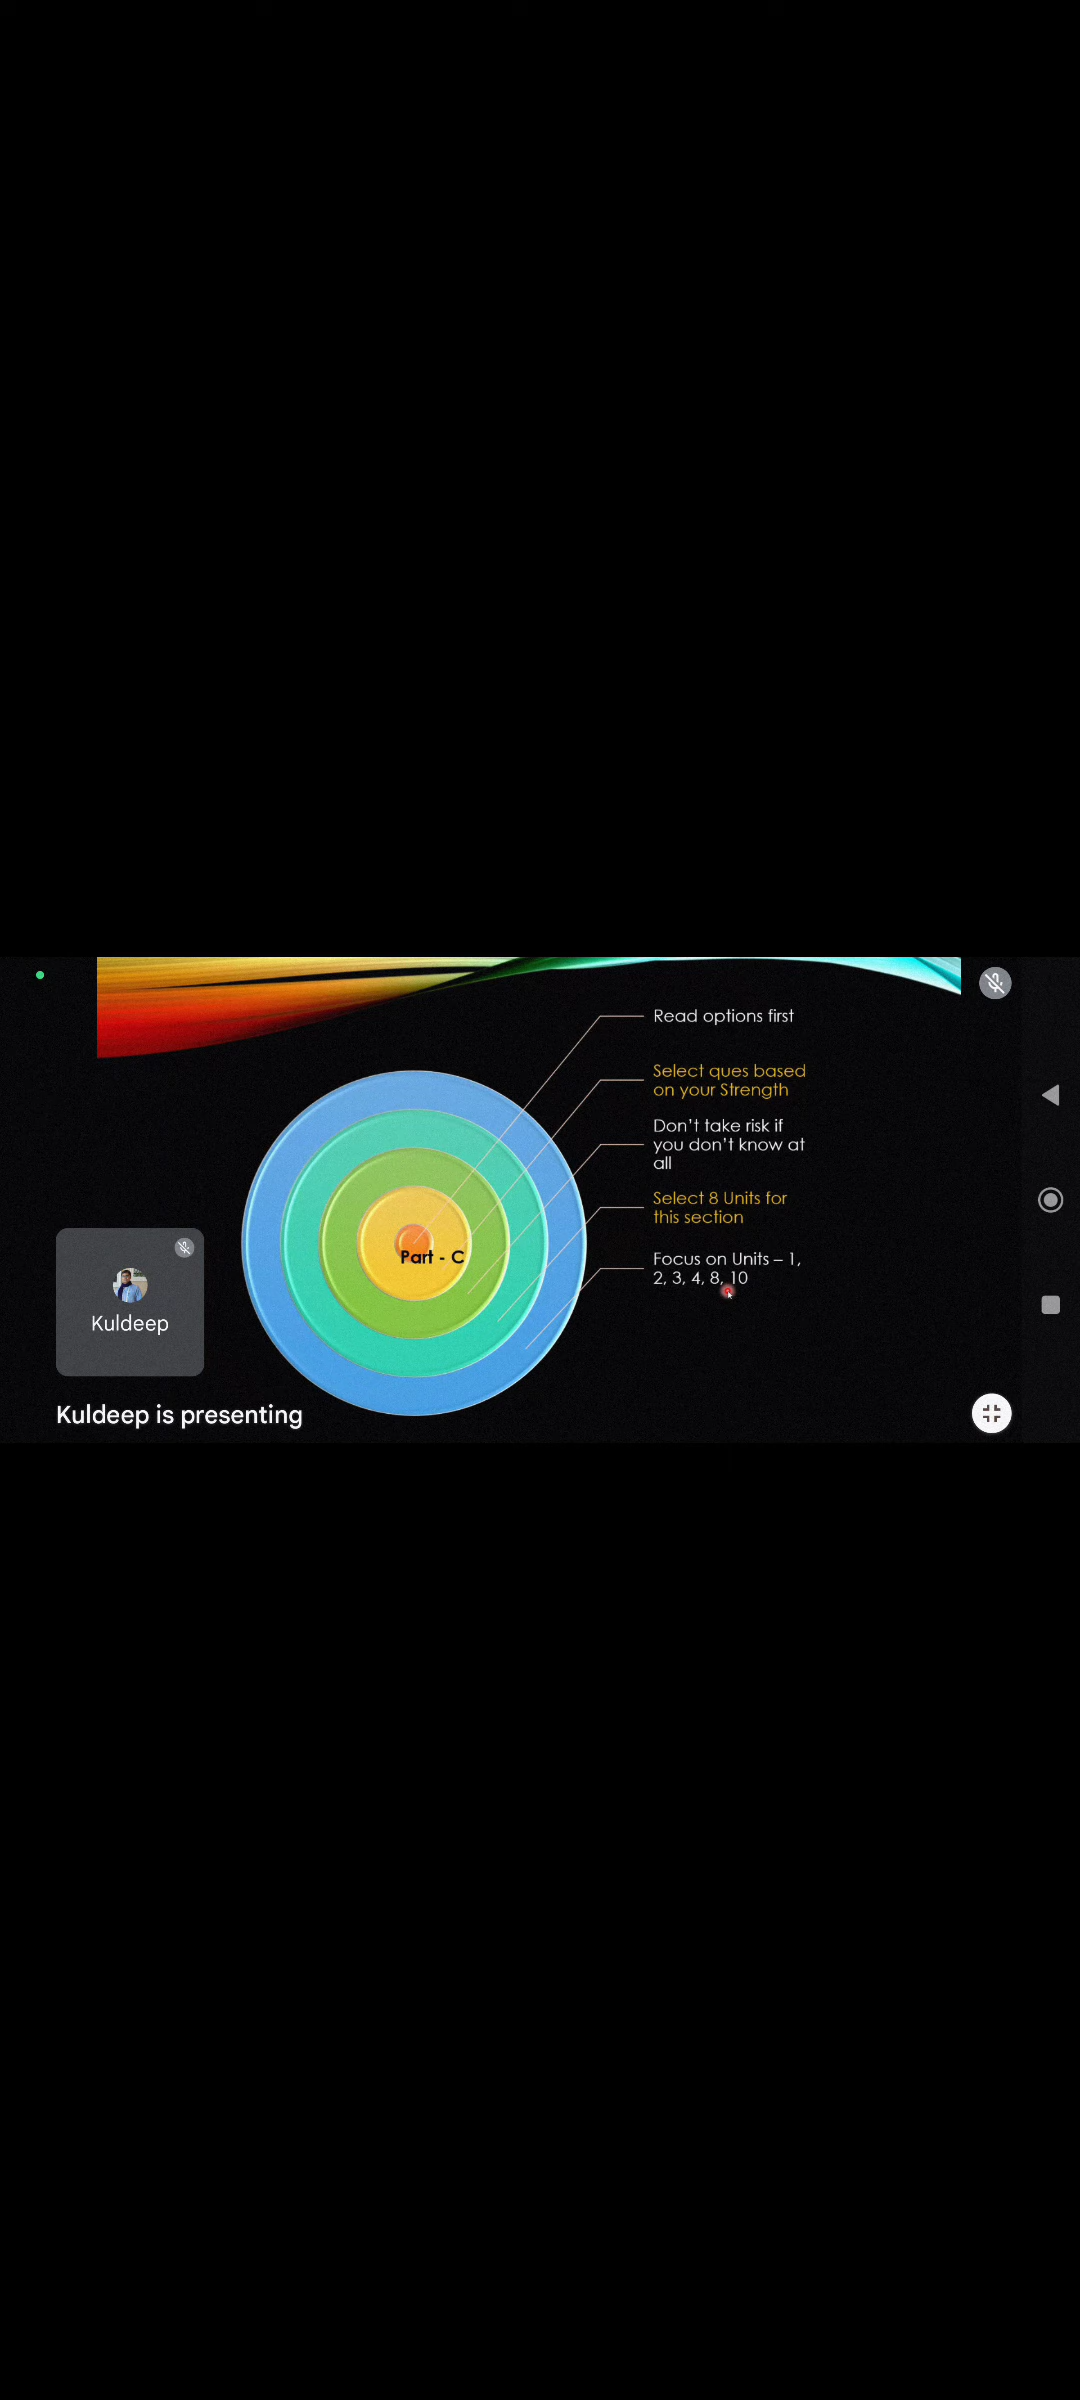 Read options first
Select ques based
on your Strength
Don't take risk if
you don't know at
all
Select 8 Units for
this section
Focus on Units – 1,
2, 3, 4, 8, 10
Part - C
Kuldeep
Kuldeep is presenting